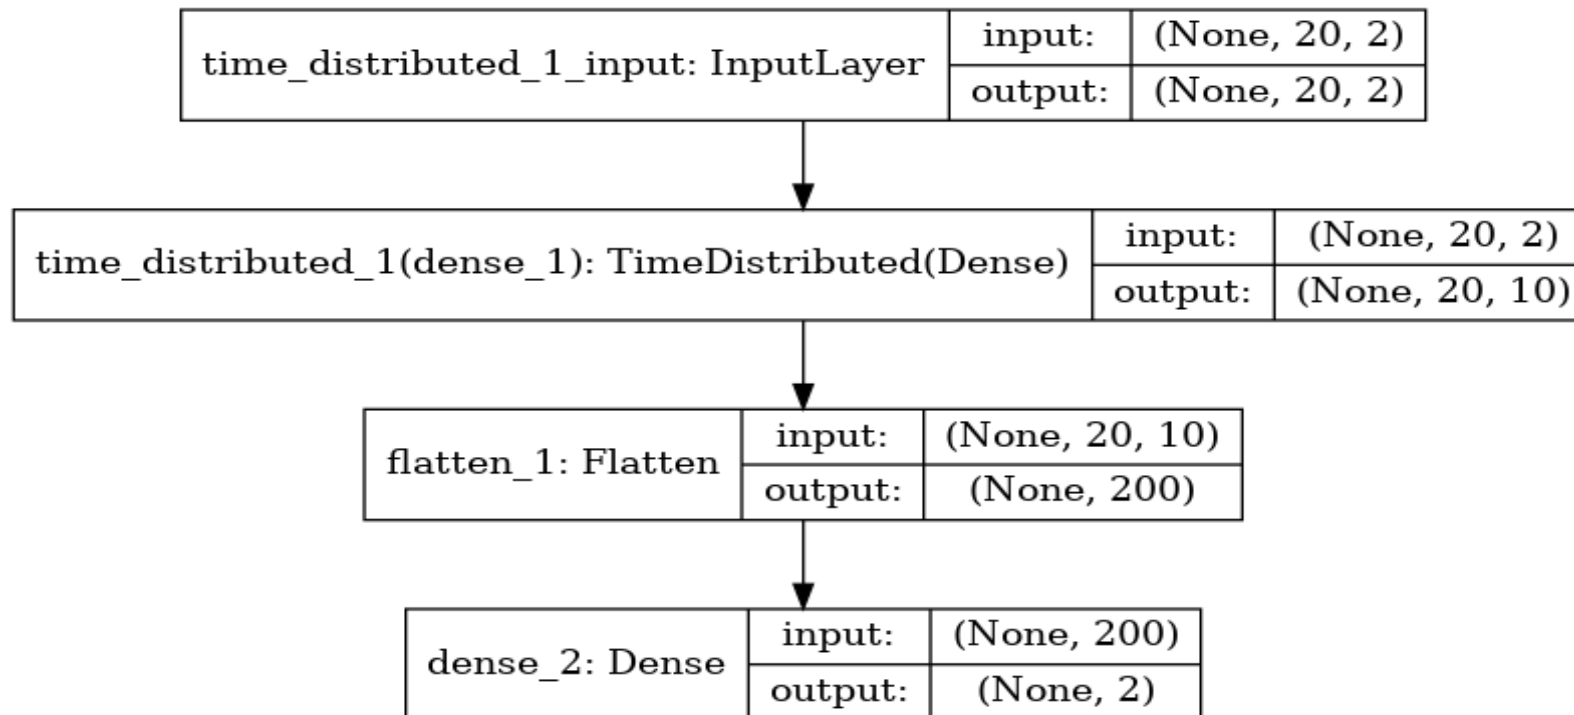 time_distributed_1_input: InputLayer
input: (None, 20, 2)
output: (None, 20, 2)
time_distributed_1(dense_1): TimeDistributed(Dense)
input: (None, 20, 2)
output: (None, 20, 10)
flatten_1: Flatten
input: (None, 20, 10)
output: (None, 200)
dense_2: Dense
input: (None, 200)
output: (None, 2)